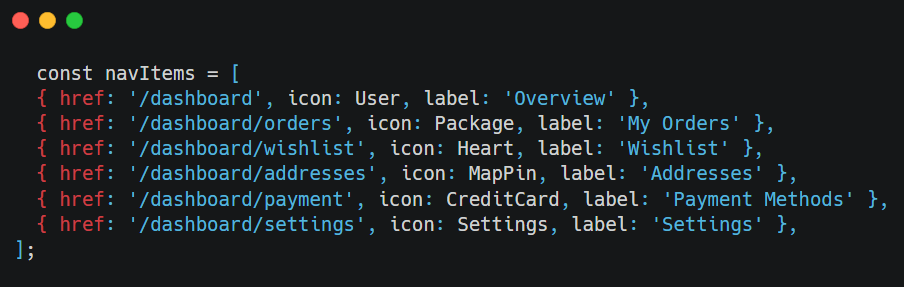 const navItems = [
{ href: '/dashboard', icon: User, label: 'Overview' },
{ href: '/dashboard/orders', icon: Package, label: 'My Orders' },
{ href: '/dashboard/wishlist', icon: Heart, label: 'Wishlist' },
{ href: '/dashboard/addresses', icon: MapPin, label: 'Addresses' },
{ href: '/dashboard/payment', icon: CreditCard, label: 'Payment Methods' },
{ href: '/dashboard/settings', icon: Settings, label: 'Settings' },
];